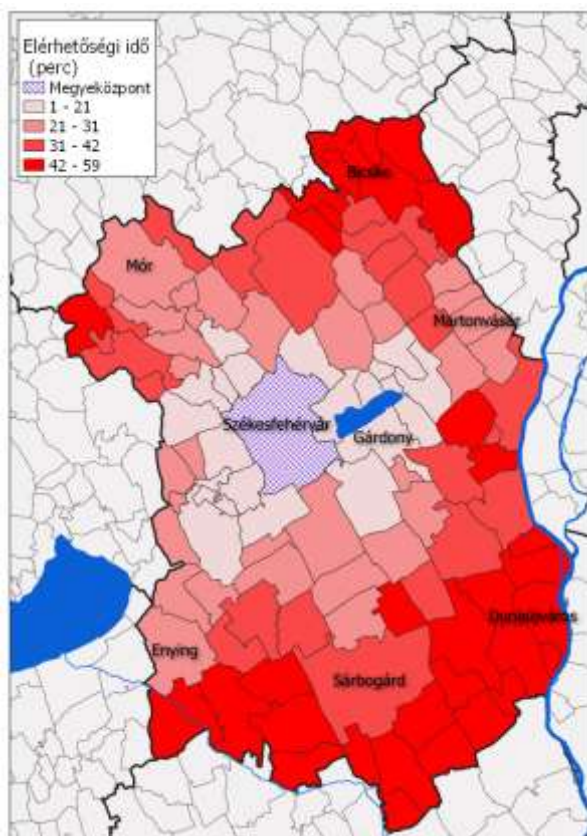 Elérhetőségi idő
(perc)
Megyeközpont
1 - 21
21 - 31
31 - 42
42 - 59
Bicske
Mór
Mártonvásár
Székesfehérvár
Gárdony
Dunaújváros
Enying
Sárbogárd